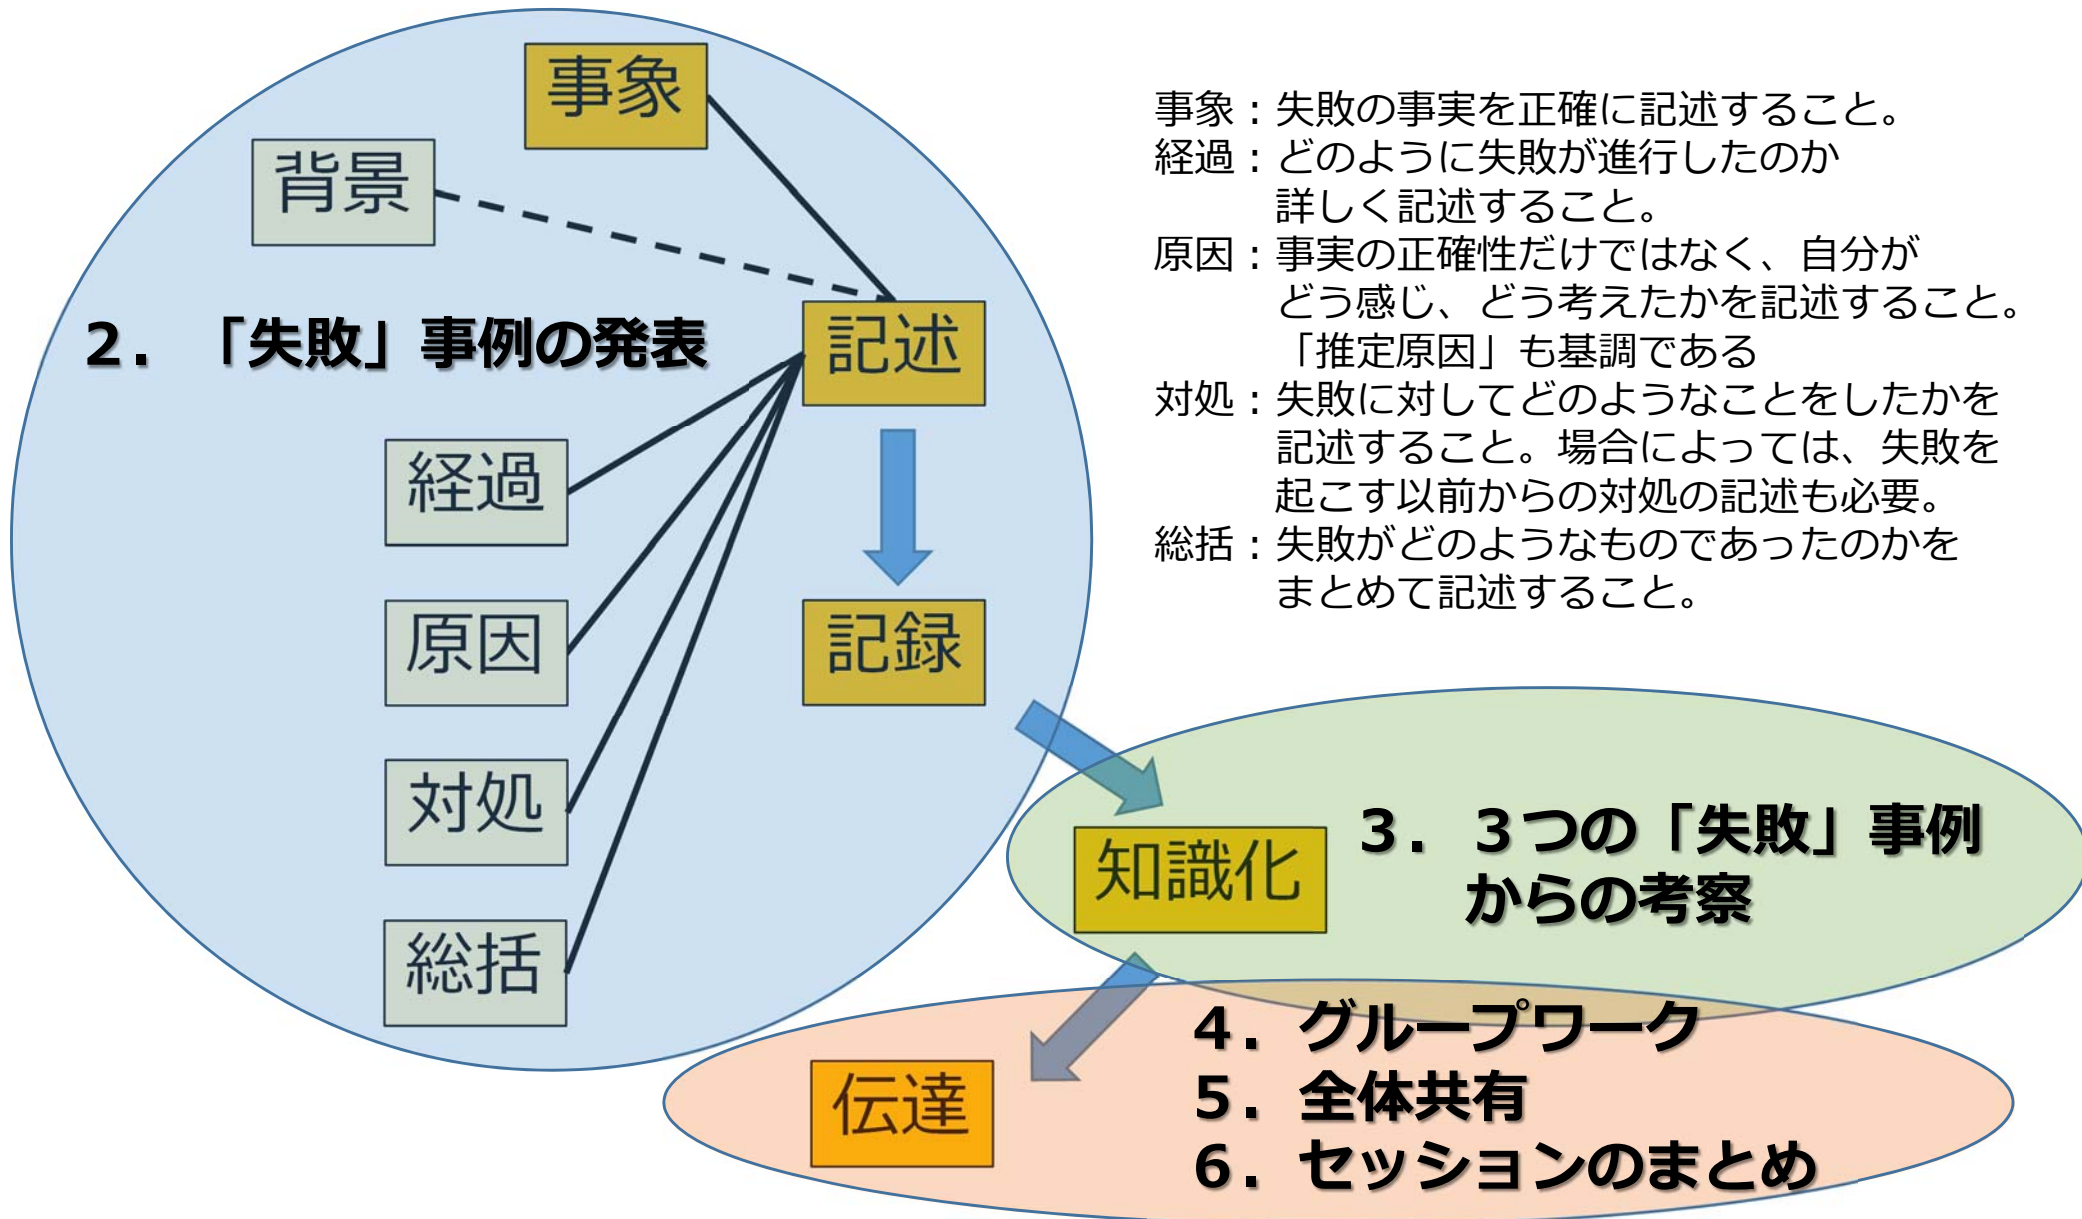 事象
背景
2．「失敗」事例の発表
記述
経過
原因
記録
対処
総括
事象：失敗の事実を正確に記述すること。
経過：どのように失敗が進行したのか
詳しく記述すること。
原因：事実の正確性だけではなく、自分が
どう感じ、どう考えたかを記述すること。
「推定原因」も基調である
対処：失敗に対してどのようなことをしたかを
記述すること。場合によっては、失敗を
起こす以前からの対処の記述も必要。
総括：失敗がどのようなものであったのかを
まとめて記述すること。
知識化
3．３つの「失敗」事例
からの考察
伝達
4．グループワーク
5．全体共有
6．セッションのまとめ